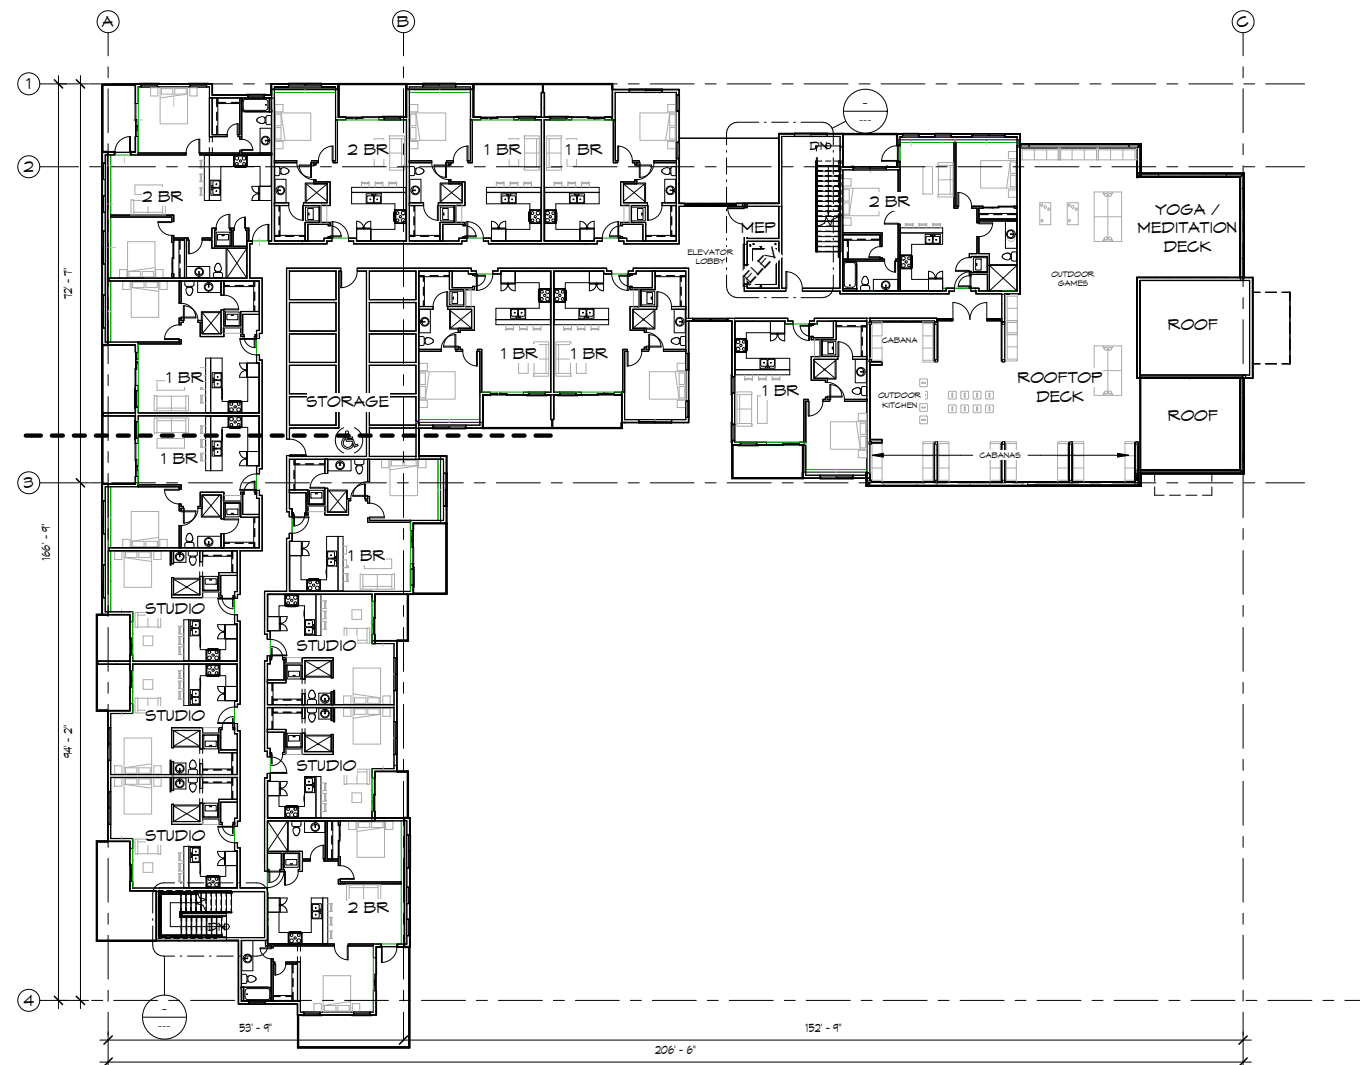 A
B
C
1
2
2 BR
1 BR
1 BR
DN
2 BR
2 BR
YOGA /
MEDITATION
DECK
MEP
ELEV
ELEVATOR
LOBBY
OUTDOOR
GAMES
72' - 7"
ROOF
CABANA
1 BR
1 BR
1 BR
ROOFTOP
DECK
1 BR
OUTDOOR
KITCHEN
STORAGE
ROOF
1 BR
CABANAS
3
166' - 9"
1 BR
STUDIO
STUDIO
STUDIO
94' - 2"
STUDIO
STUDIO
2 BR
4
53' - 9"
152' - 9"
206' - 6"